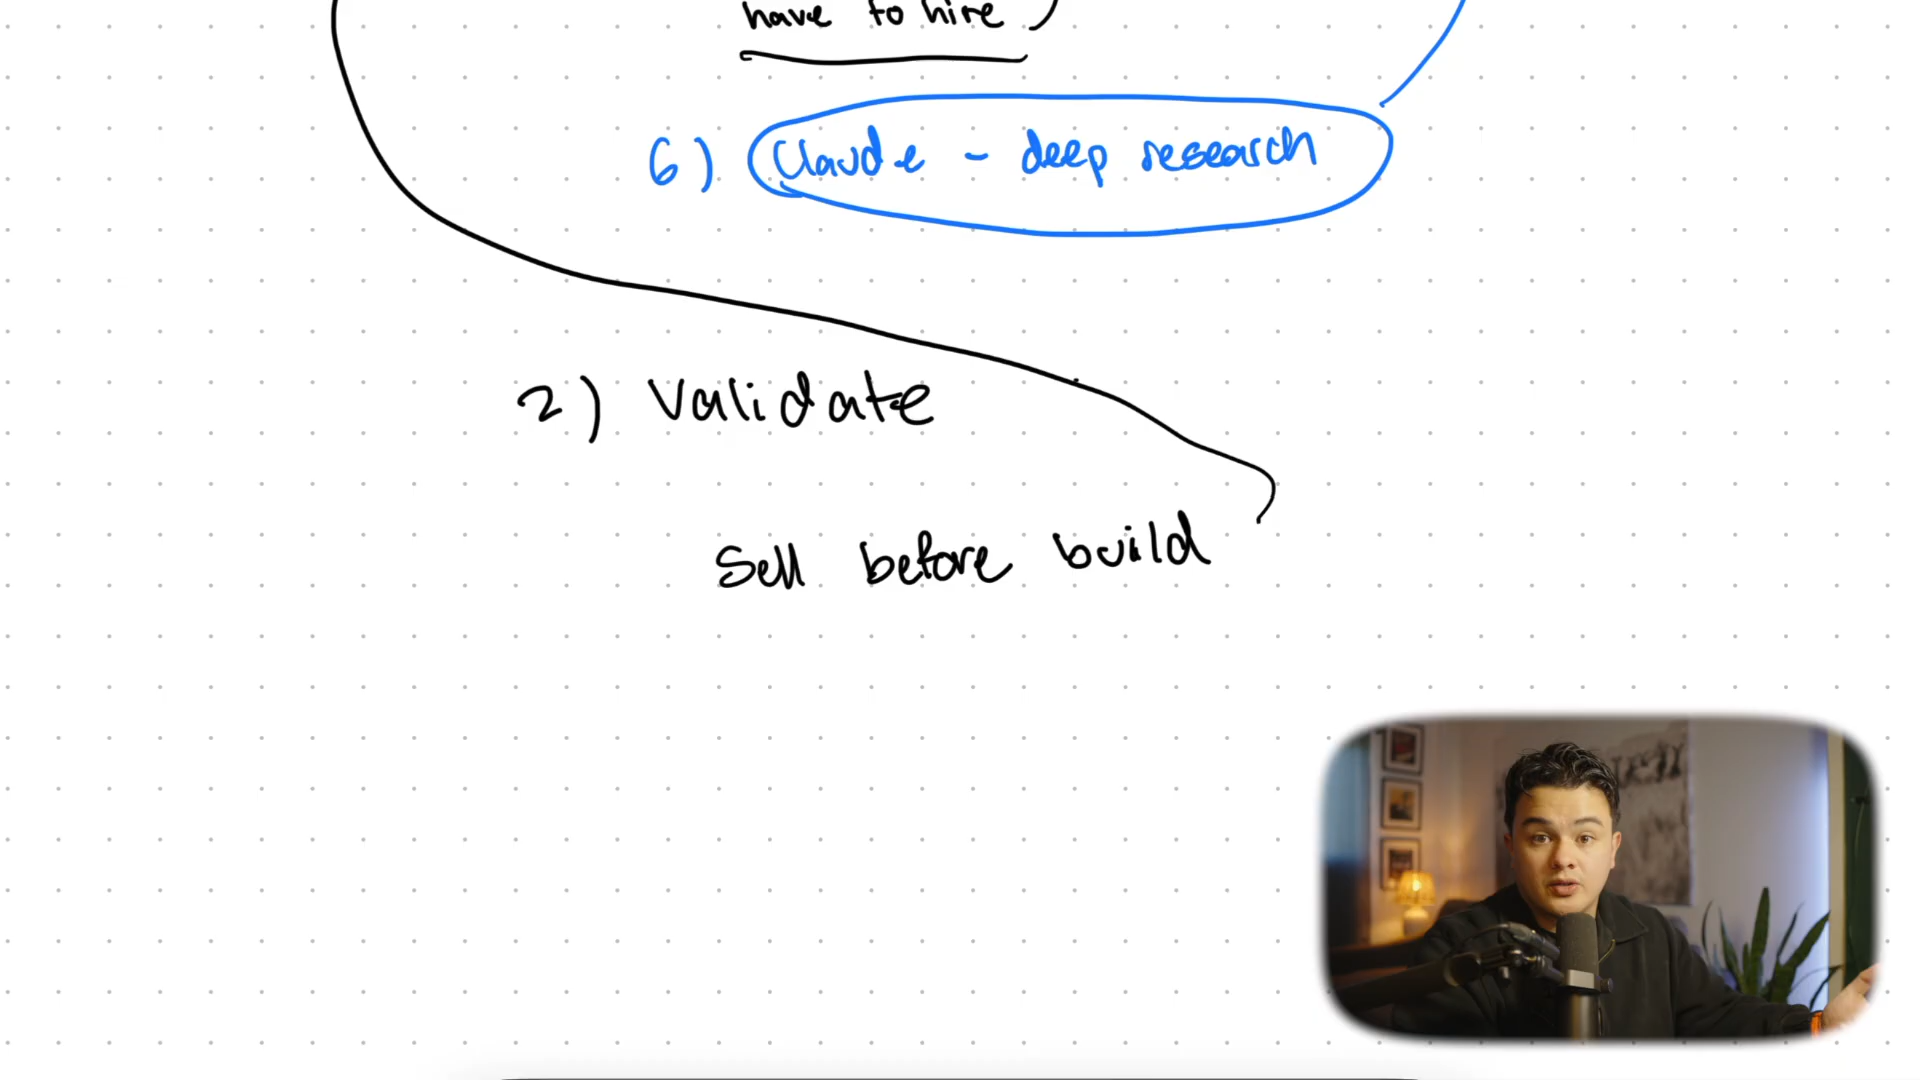 have to hire)
6) Claude - deep research
2) Validate
Sell before build